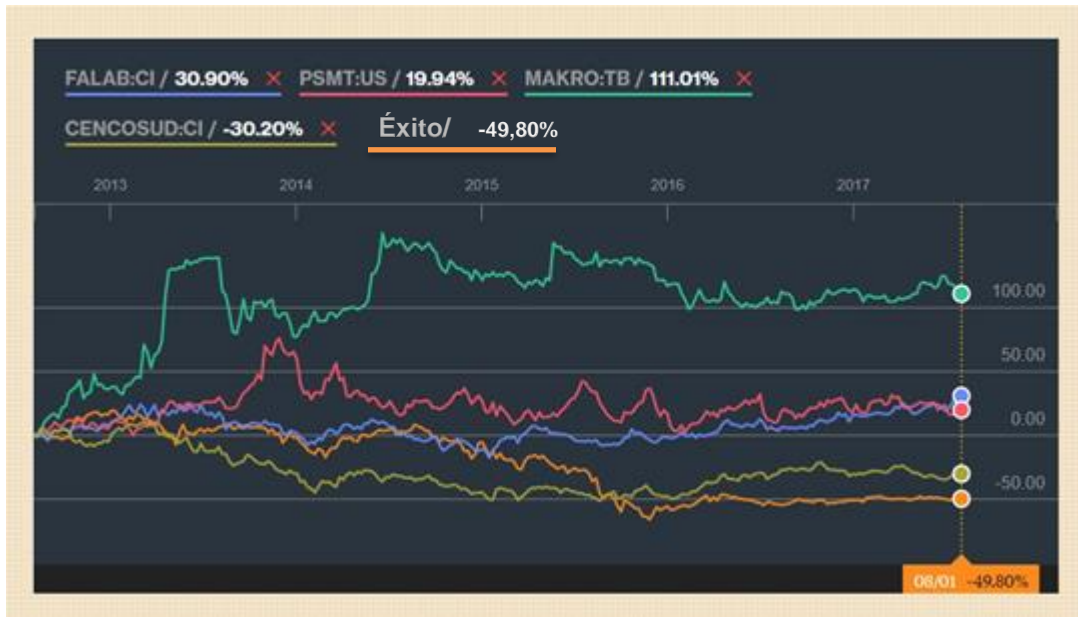 FALAB:CI / 30.90% × PSMT:US / 19.94% × MAKRO:TB / 111.01% ×
CENCOSUD:CI / -30.20% × Éxito/ -49,80%
2013 2014 2015 2016 2017
100.00
50.00
0.00
-50.00
08/01 -49.80%